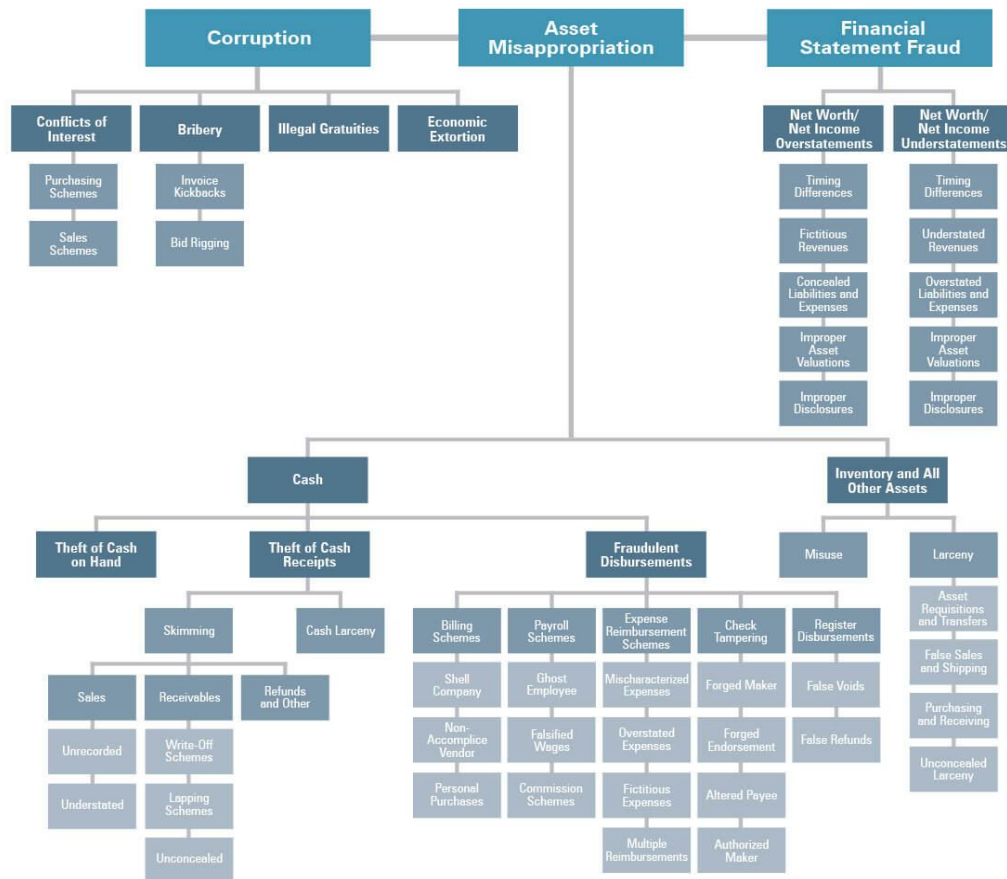 Corruption
Asset
Misappropriation
Financial
Statement Fraud
Conflicts of
Interest
Bribery
Illegal Gratuities
Economic
Extortion
Net Worth/
Net Income
Overstatements
Net Worth/
Net Income
Understatements
Purchasing
Schemes
Sales
Schemes
Invoice
Kickbacks
Bid Rigging
Timing
Differences
Fictitious
Revenues
Concealed
Liabilities and
Expenses
Improper
Asset
Valuations
Improper
Disclosures
Timing
Differences
Understated
Revenues
Overstated
Liabilities and
Expenses
Improper
Asset
Valuations
Improper
Disclosures
Cash
Inventory and All
Other Assets
Theft of Cash
on Hand
Theft of Cash
Receipts
Fraudulent
Disbursements
Misuse
Larceny
Asset
Requisitions
and Transfers
False Sales
and Shipping
Purchasing
and Receiving
Unconcealed
Larceny
Skimming
Cash Larceny
Sales
Unrecorded
Understated
Receivables
Write-Off
Schemes
Lapping
Schemes
Unconcealed
Refunds
and Other
Billing
Schemes
Shell
Company
Non-
Accomplice
Vendor
Personal
Purchases
Payroll
Schemes
Ghost
Employee
Falsified
Wages
Commission
Schemes
Expense
Reimbursement
Schemes
Mischaracterized
Expenses
Overstated
Expenses
Fictitious
Expenses
Multiple
Reimbursements
Check
Tampering
Forged Maker
Forged
Endorsement
Altered Payee
Authorized
Maker
Register
Disbursements
False Voids
False Refunds